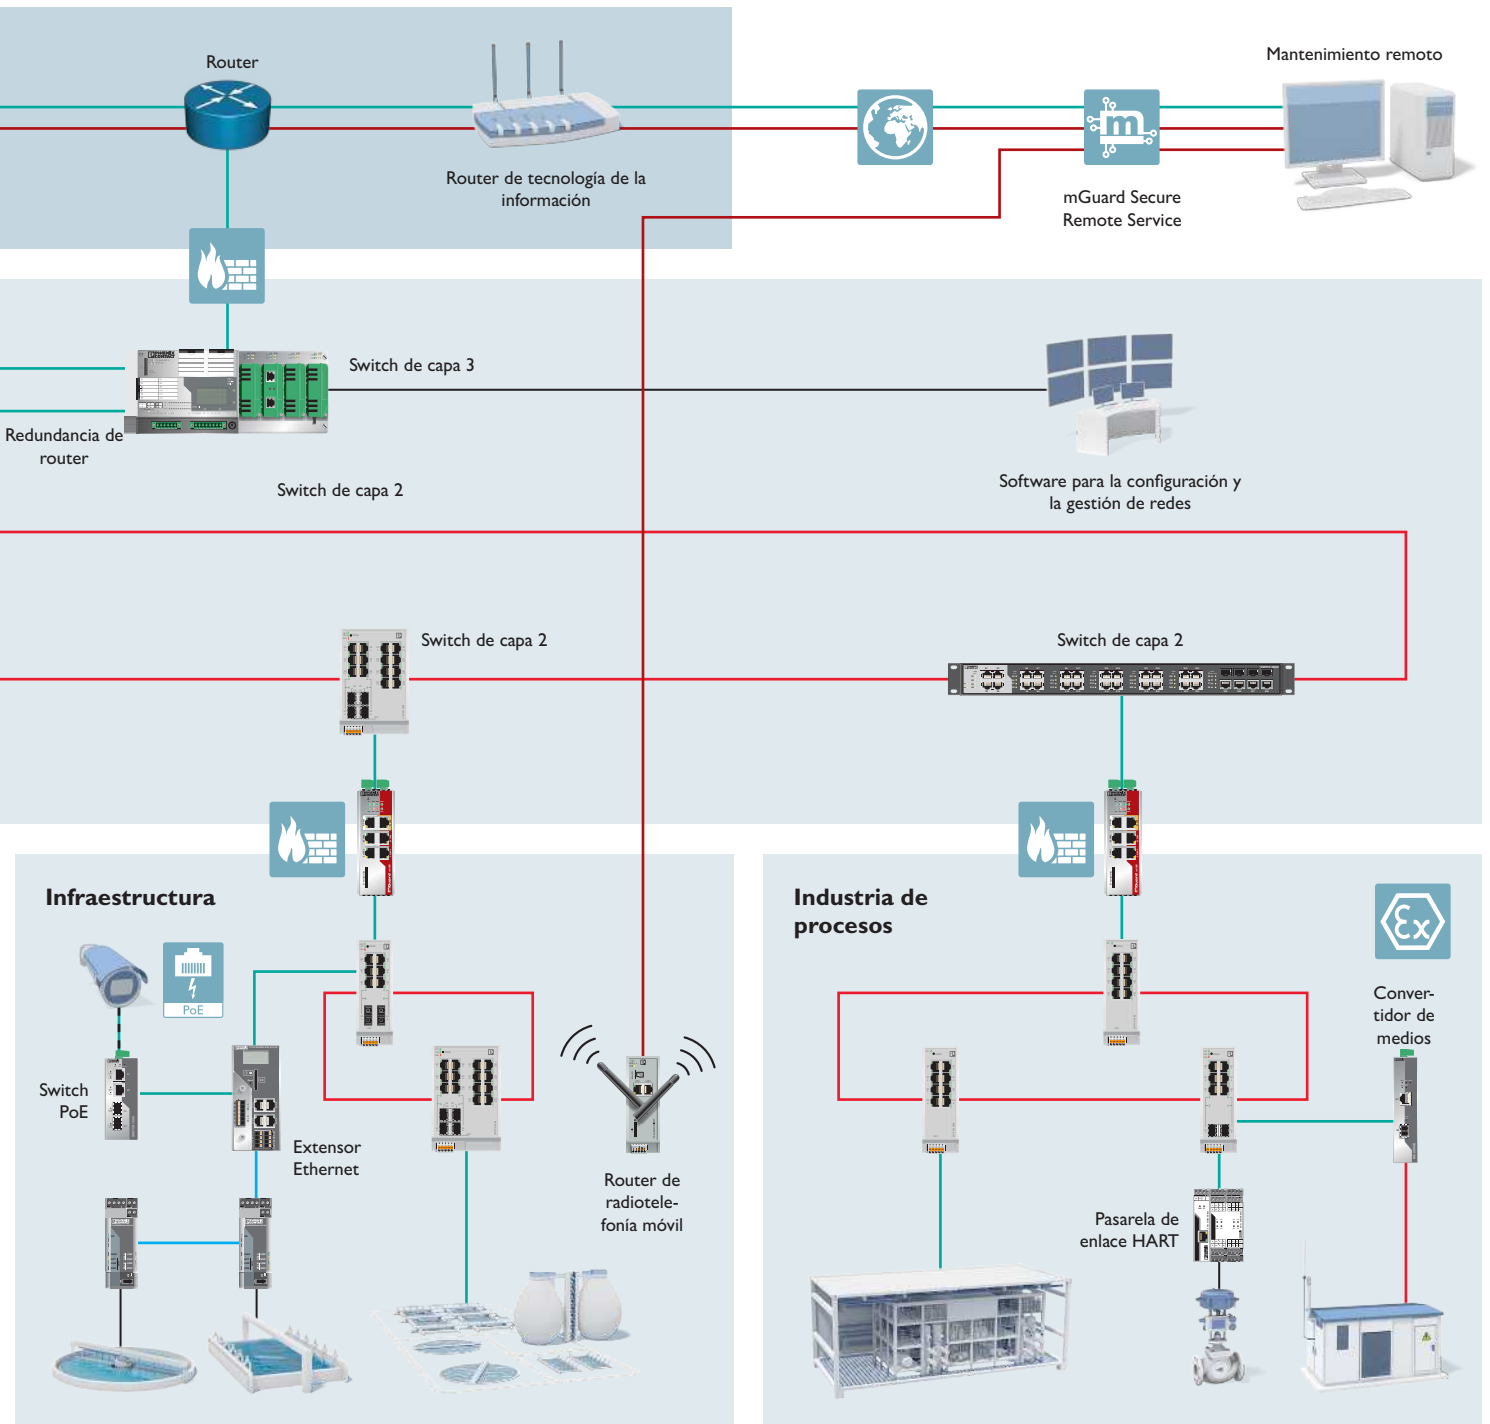 Router
Mantenimiento remoto
Router de tecnología de la
información
m
mGuard Secure
Remote Service
Switch de capa 3
Redundancia de
router
Switch de capa 2
Software para la configuración y
la gestión de redes
Switch de capa 2
Switch de capa 2
Infraestructura
PoE
Switch
PoE
Extensor
Ethernet
Router de
radiotele-
fonía móvil
Industria de
procesos
Ex
Conver-
tidor de
medios
Pasarela de
enlace HART